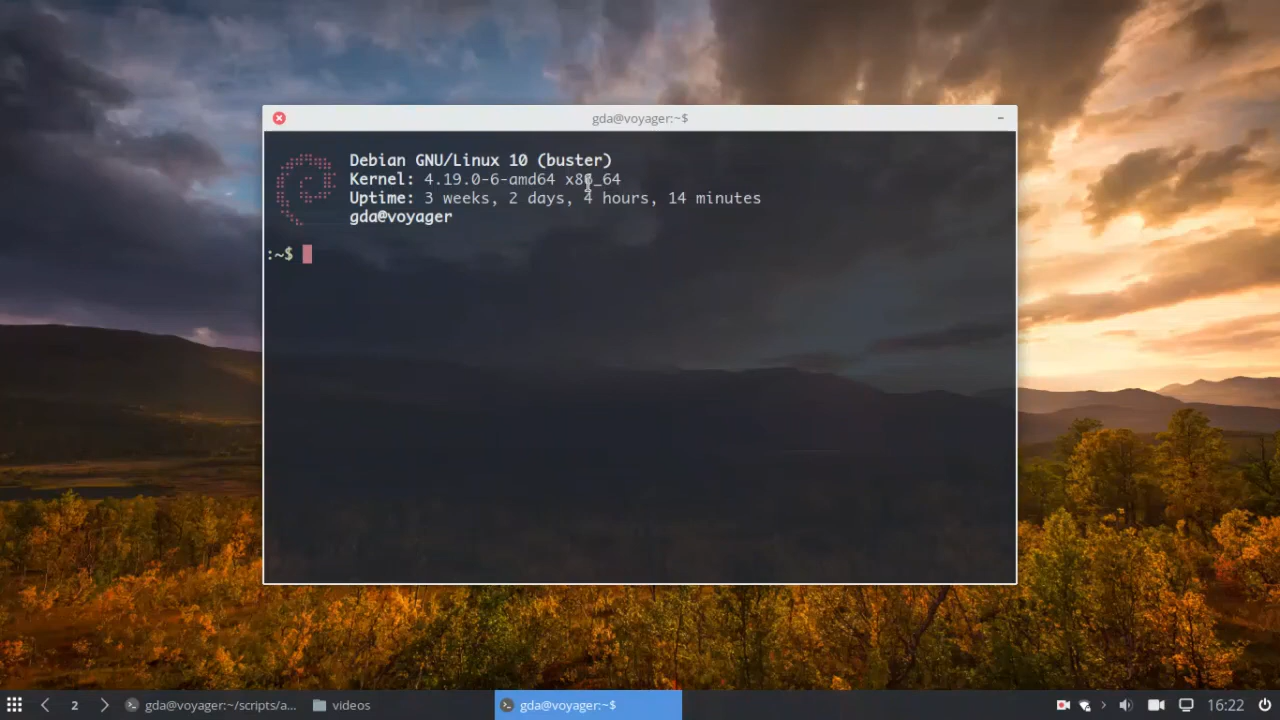 gda@voyager:~$
Debian GNU/Linux 10 (buster)
Kernel: 4.19.0-6-amd64 x86_64
Uptime: 3 weeks, 2 days, 4 hours, 14 minutes
gda@voyager
:~$
2
gda@voyager:~/scripts/a...
videos
gda@voyager:~$
16:22